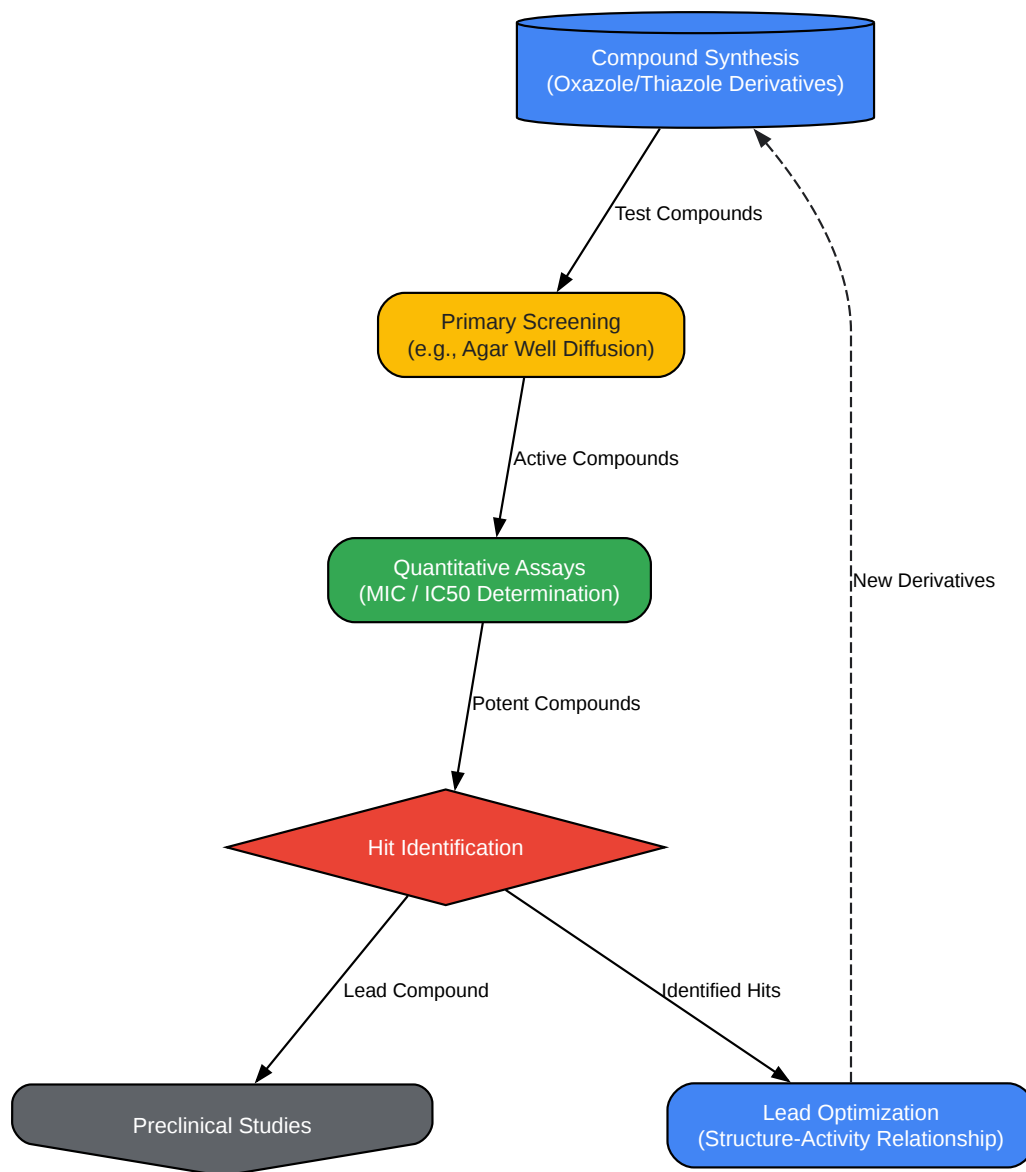 Compound Synthesis
(Oxazole/Thiazole Derivatives)
Test Compounds
Primary Screening
(e.g., Agar Well Diffusion)
Active Compounds
Quantitative Assays
(MIC / IC50 Determination)
New Derivatives
Potent Compounds
Hit Identification
Lead Compound
Identified Hits
Preclinical Studies
Lead Optimization
(Structure-Activity Relationship)